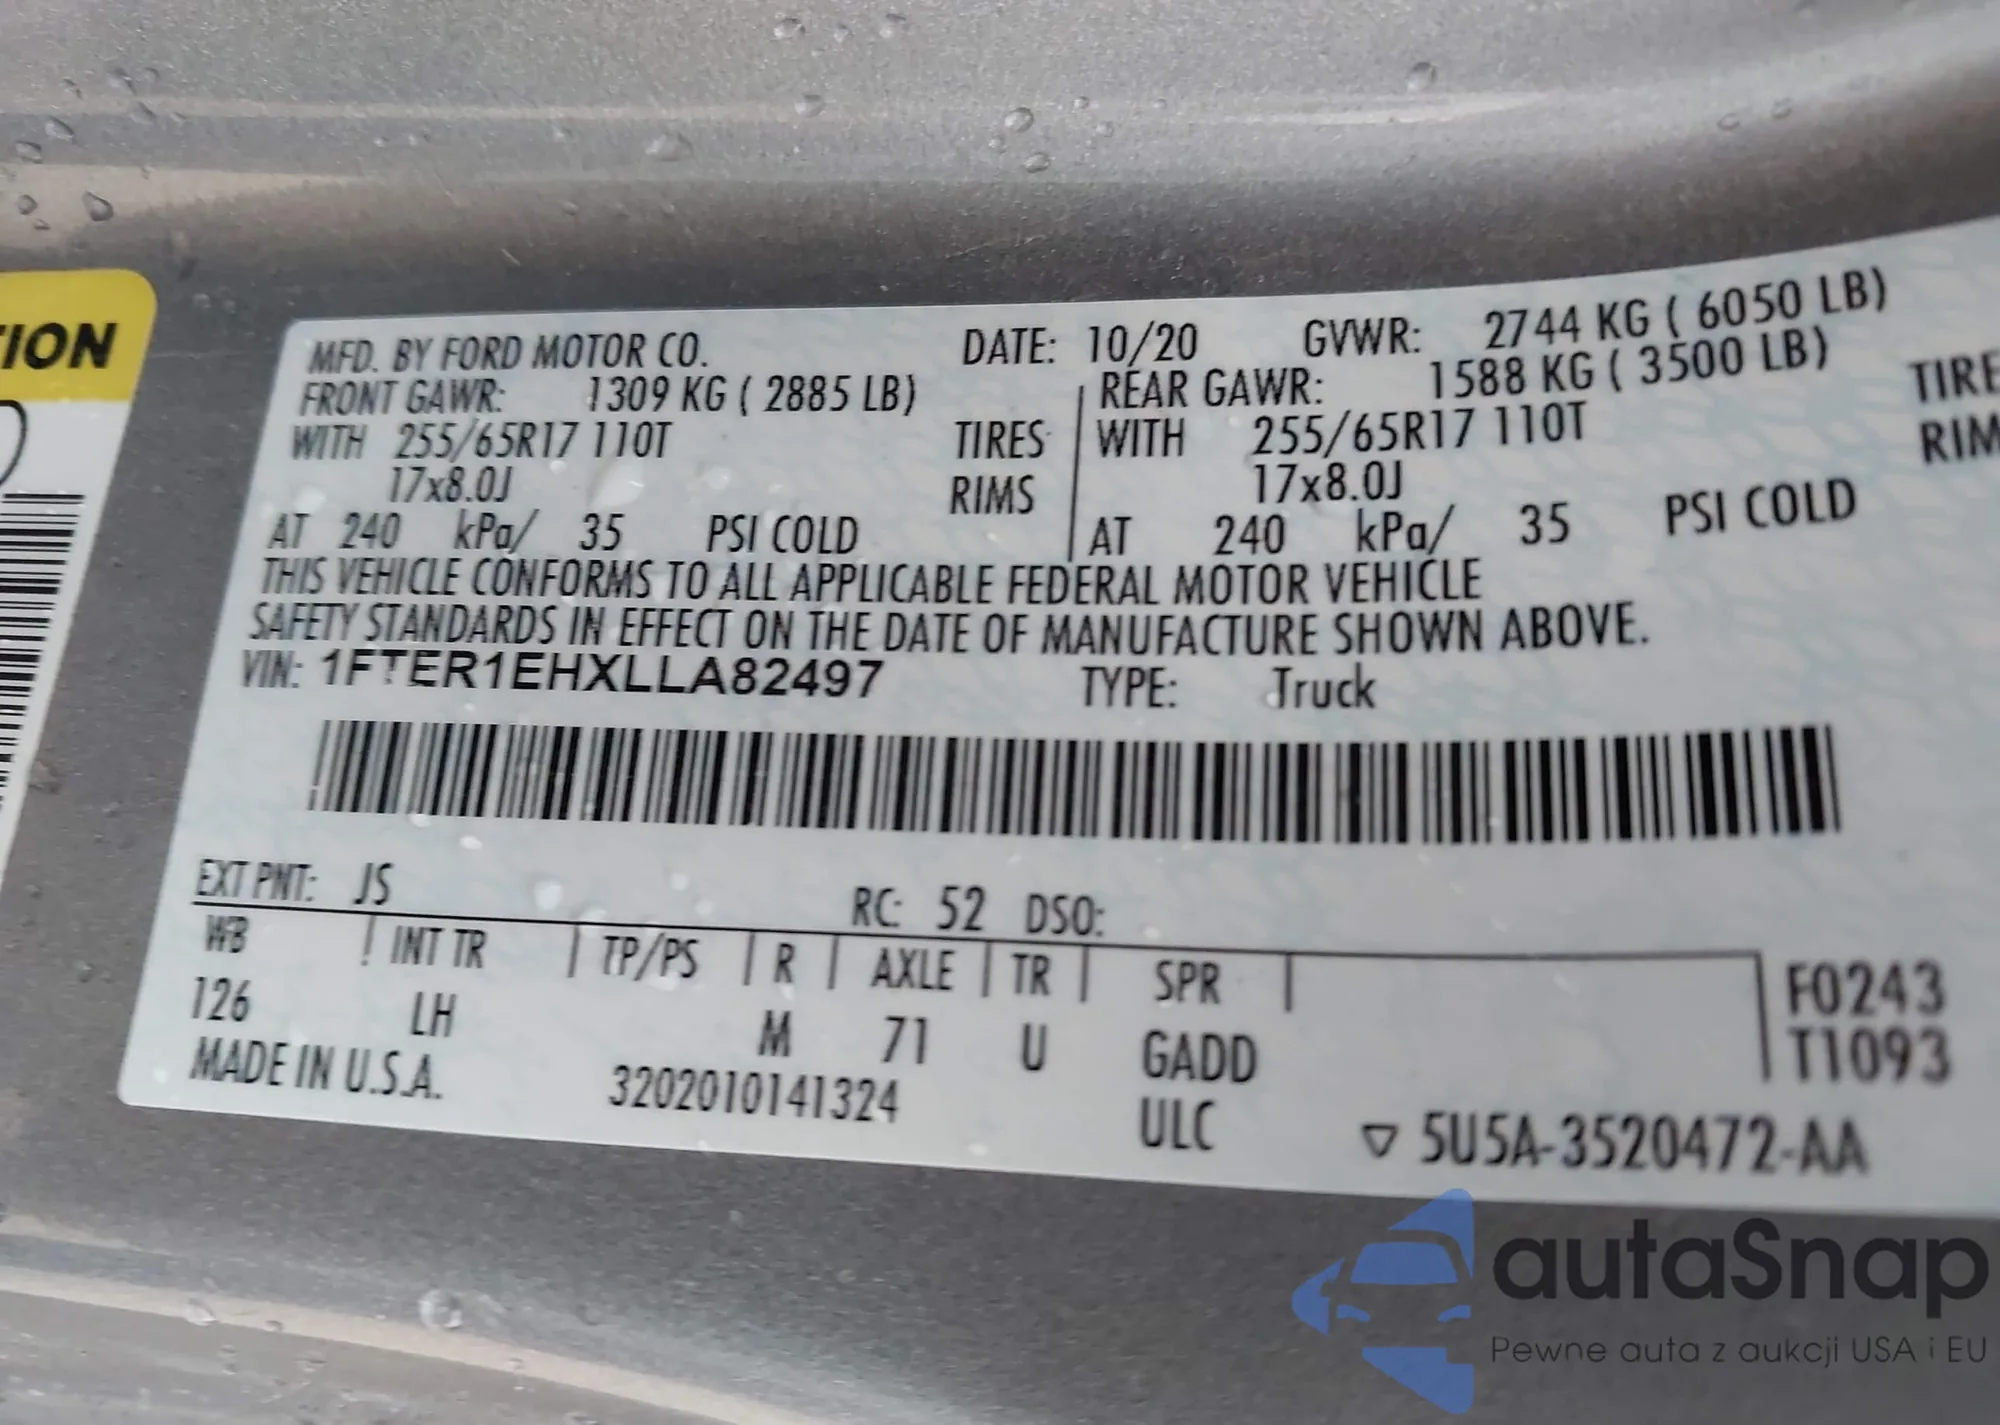 TION
MFD. BY FORD MOTOR CO. DATE: 10/20 GVWR: 2744 KG ( 6050 LB)
FRONT GAWR: 1309 KG ( 2885 LB) REAR GAWR: 1588 KG ( 3500 LB)
WITH 255/65R17 110T TIRES WITH 255/65R17 110T TIRE
17x8.0J RIMS 17x8.0J RIM
AT 240 kPa/ 35 PSI COLD AT 240 kPa/ 35 PSI COLD
THIS VEHICLE CONFORMS TO ALL APPLICABLE FEDERAL MOTOR VEHICLE
SAFETY STANDARDS IN EFFECT ON THE DATE OF MANUFACTURE SHOWN ABOVE.
VIN: 1FTER1EHXLLA82497 TYPE: Truck
EXT PNT: JS RC: 52 DSO:
WB INT TR TP/PS R AXLE TR SPR F0243
126 LH M 71 U GADD T1093
MADE IN U.S.A. 3202010141324 ULC ▽ 5U5A-3520472-AA
autaSnap
Pewne auta z aukcji USA i EU